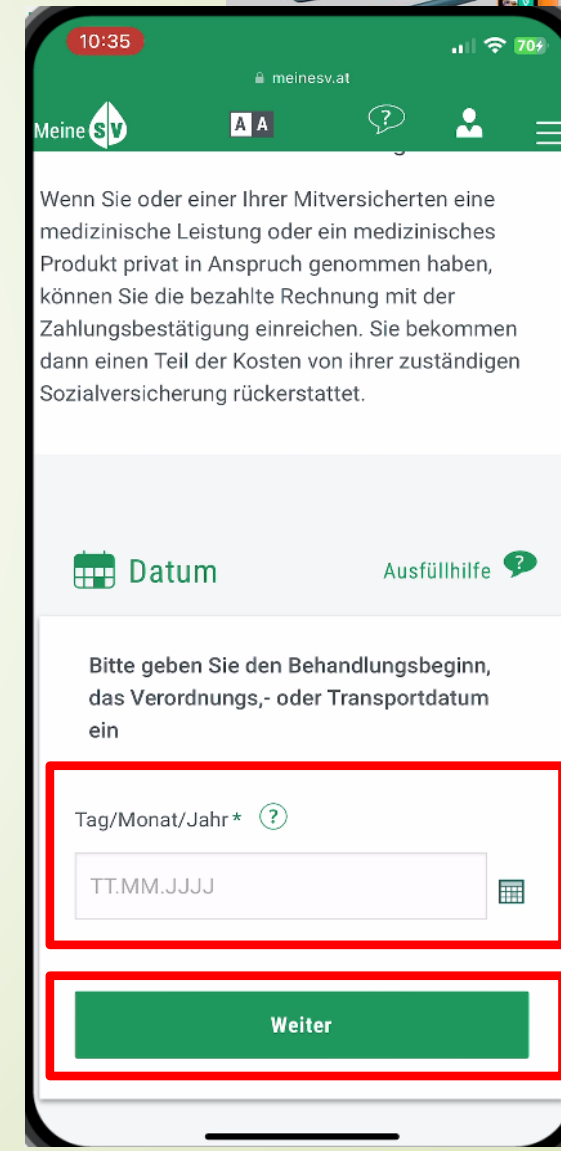 10:35
70
meinesv.at
Meine SV
A A
?
Wenn Sie oder einer Ihrer Mitversicherten eine
medizinische Leistung oder ein medizinisches
Produkt privat in Anspruch genommen haben,
können Sie die bezahlte Rechnung mit der
Zahlungsbestätigung einreichen. Sie bekommen
dann einen Teil der Kosten von ihrer zuständigen
Sozialversicherung rückerstattet.
Datum
Ausfüllhilfe ?
Bitte geben Sie den Behandlungsbeginn,
das Verordnungs,- oder Transportdatum
ein
Tag/Monat/Jahr* ?
TT.MM.JJJJ
Weiter